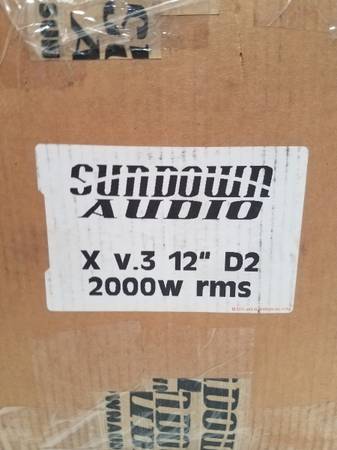 SUNDOWN
AUDIO
X v.3 12" D2
2000w rms